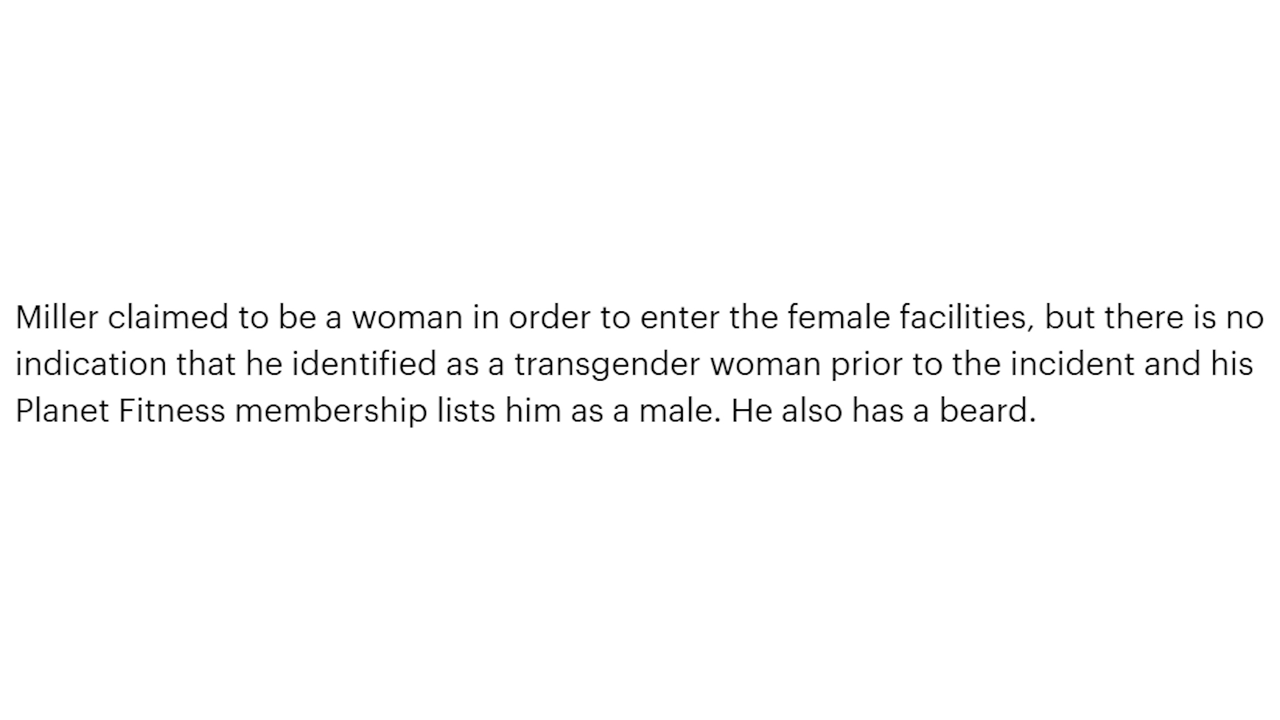 Miller claimed to be a woman in order to enter the female facilities, but there is no
indication that he identified as a transgender woman prior to the incident and his
Planet Fitness membership lists him as a male. He also has a beard.